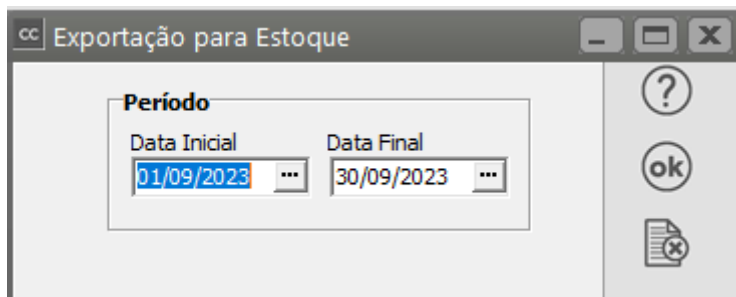 cc Exportação para Estoque
Período
Data Inicial Data Final
01/09/2023 ... 30/09/2023 ...
?
ok